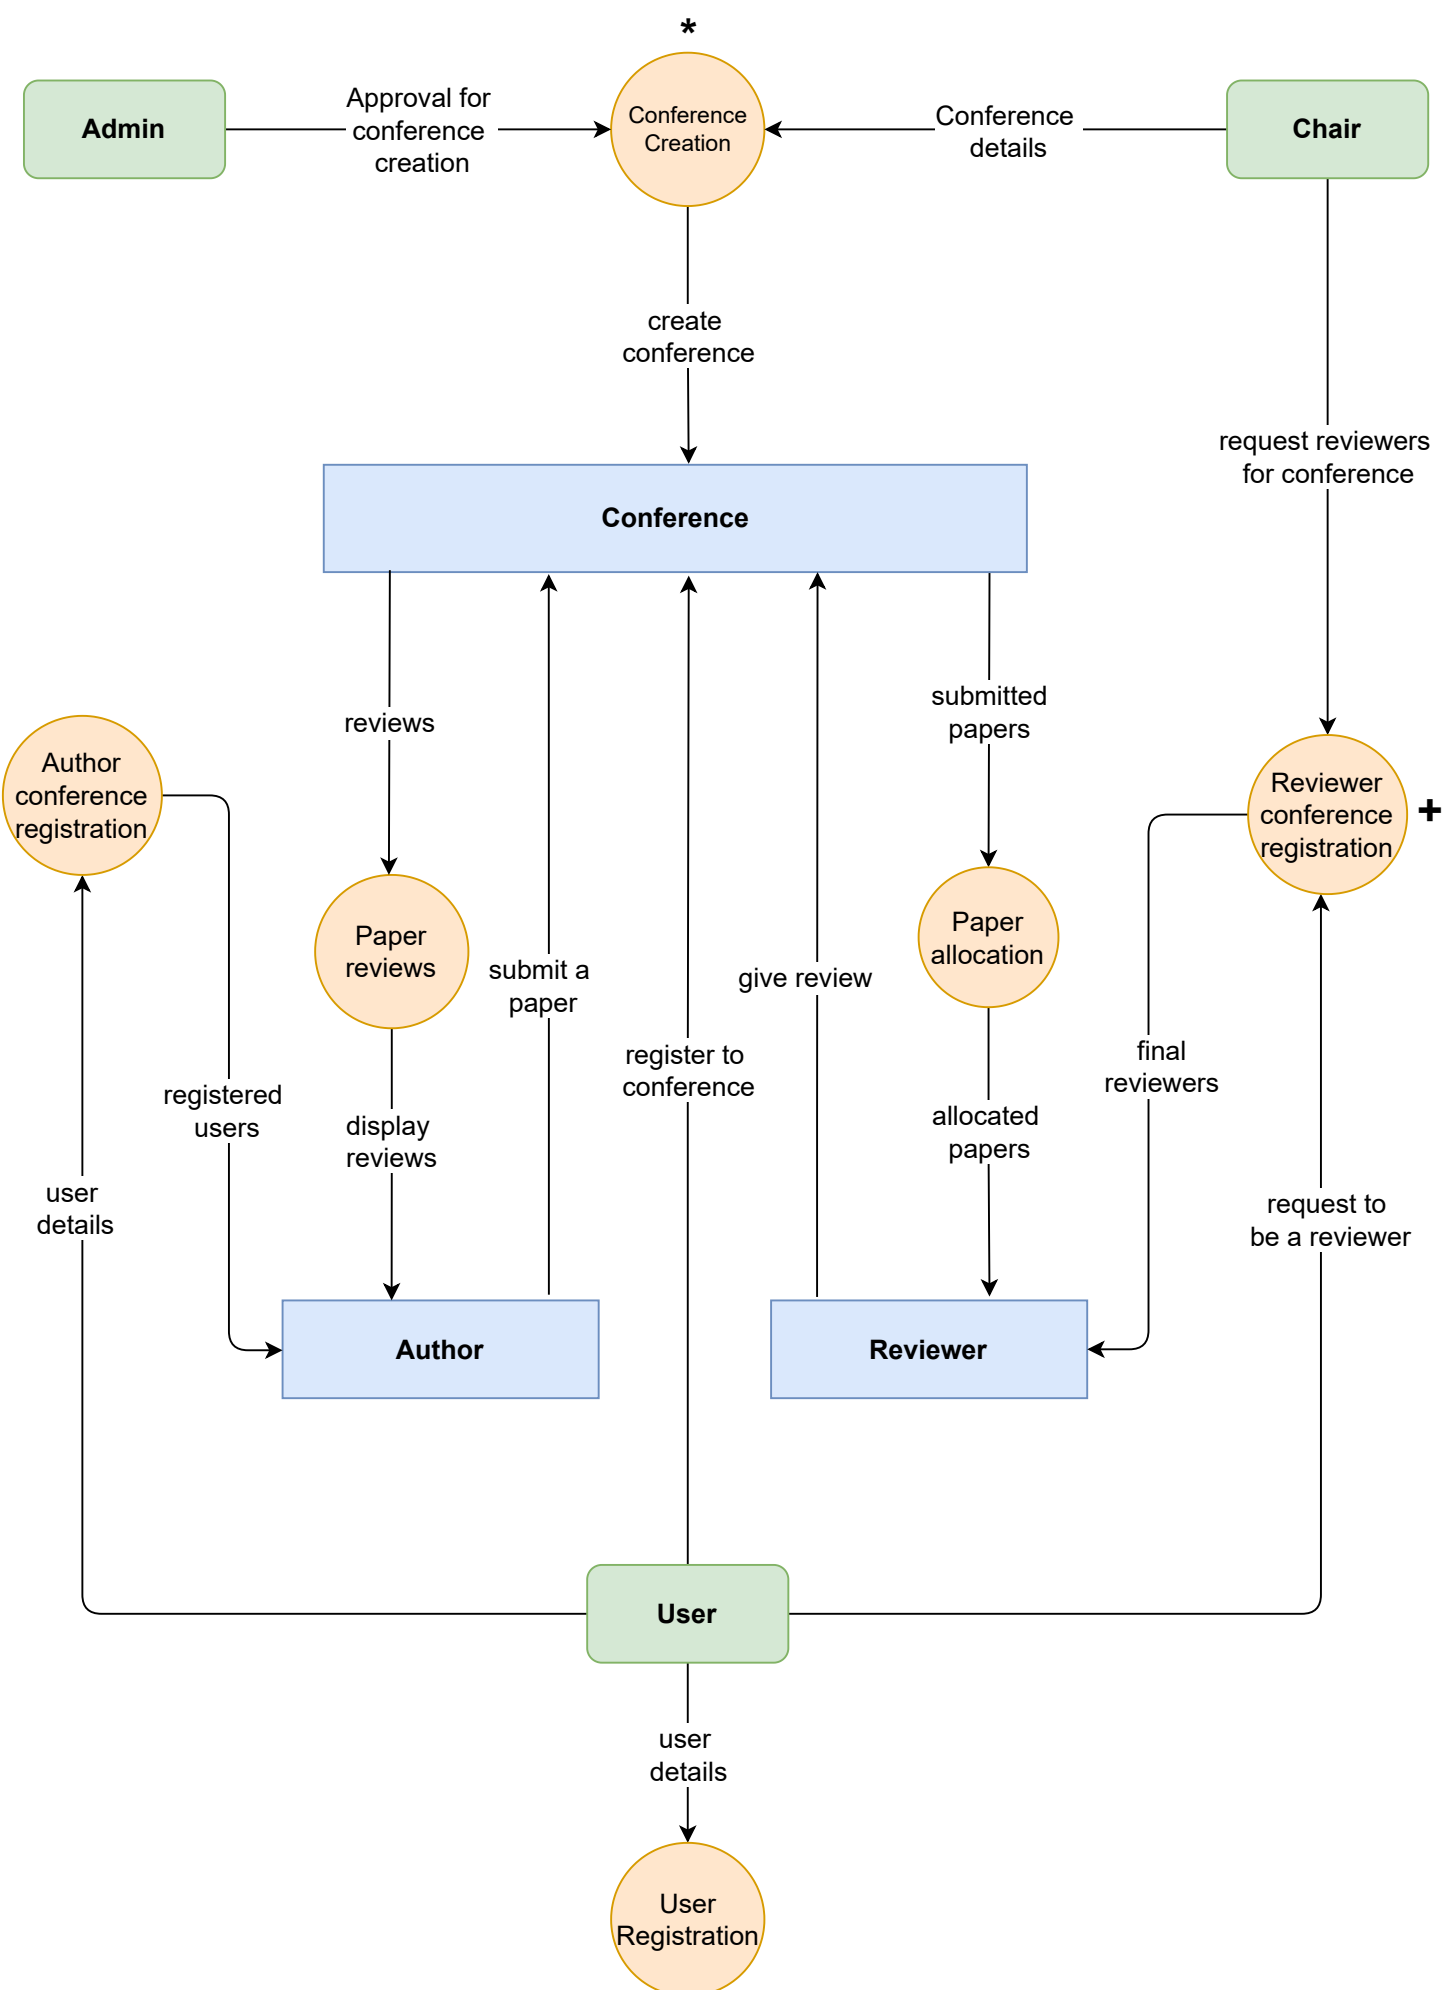 *
Admin
Approval for
conference
creation
Conference
Creation
Conference
details
Chair
create
conference
request reviewers
for conference
Conference
reviews
submitted
papers
Author
conference
registration
Reviewer
conference
registration
+
Paper
reviews
submit a
paper
give review
Paper
allocation
register to
conference
final
reviewers
registered
users
display
reviews
allocated
papers
user
details
request to
be a reviewer
Author
Reviewer
User
user
details
User
Registration